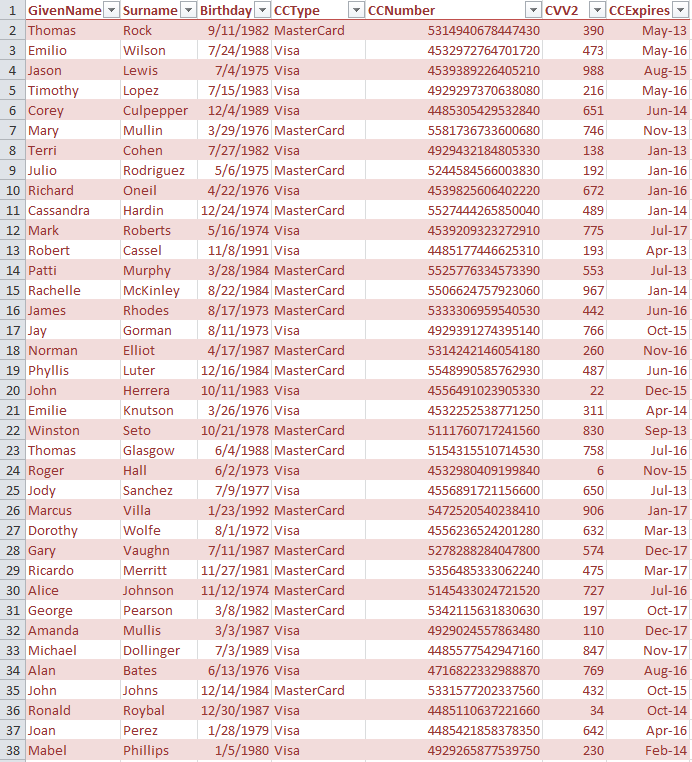 1 GivenName Surname Birthday CCType CCNumber CVV2 CCExpires
2 Thomas Rock 9/11/1982 MasterCard 5314940678447430 390 May-13
3 Emilio Wilson 7/24/1988 Visa 4532972764701720 473 May-16
4 Jason Lewis 7/4/1975 Visa 4539389226405210 988 Aug-15
5 Timothy Lopez 7/15/1983 Visa 4929297370638080 216 May-16
6 Corey Culpepper 12/4/1989 Visa 4485305429532840 651 Jun-14
7 Mary Mullin 3/29/1976 MasterCard 5581736733600680 746 Nov-13
8 Terri Cohen 7/27/1982 Visa 4929432184805330 138 Jan-13
9 Julio Rodriguez 5/6/1975 MasterCard 5244584566003830 192 Jan-16
10 Richard Oneil 4/22/1976 Visa 4539825606402220 672 Jan-16
11 Cassandra Hardin 12/24/1974 MasterCard 5527444265850040 489 Jan-14
12 Mark Roberts 5/16/1974 Visa 4539209323272910 775 Jul-17
13 Robert Cassel 11/8/1991 Visa 4485177446625310 193 Apr-13
14 Patti Murphy 3/28/1984 MasterCard 5525776334573390 553 Jul-13
15 Rachelle McKinley 8/22/1984 MasterCard 5506624757923060 967 Jan-14
16 James Rhodes 8/17/1973 MasterCard 5333306959540530 442 Jun-16
17 Jay Gorman 8/11/1973 Visa 4929391274395140 766 Oct-15
18 Norman Elliot 4/17/1987 MasterCard 5314242146054180 260 Nov-16
19 Phyllis Luter 12/16/1984 MasterCard 5548990585762930 487 Jun-16
20 John Herrera 10/11/1983 Visa 4556491023905330 22 Dec-15
21 Emilie Knutson 3/26/1976 Visa 4532252538771250 311 Apr-14
22 Winston Seto 10/21/1978 MasterCard 5111760717241560 830 Sep-13
23 Thomas Glasgow 6/4/1988 MasterCard 5154315510714530 758 Jul-16
24 Roger Hall 6/2/1973 Visa 4532980409199840 6 Nov-15
25 Jody Sanchez 7/9/1977 Visa 4556891721156600 650 Jul-13
26 Marcus Villa 1/23/1992 MasterCard 5472520540238410 906 Jan-17
27 Dorothy Wolfe 8/1/1972 Visa 4556236524201280 632 Mar-13
28 Gary Vaughn 7/11/1987 MasterCard 5278288284047800 574 Dec-17
29 Ricardo Merritt 11/27/1981 MasterCard 5356485333062240 475 Mar-17
30 Alice Johnson 11/12/1974 MasterCard 5145433024721520 727 Jul-16
31 George Pearson 3/8/1982 MasterCard 5342115631830630 197 Oct-17
32 Amanda Mullis 3/3/1987 Visa 4929024557863480 110 Dec-17
33 Michael Dollinger 7/3/1989 Visa 4485577542947160 847 Nov-17
34 Alan Bates 6/13/1976 Visa 4716822332988870 769 Aug-16
35 John Johns 12/14/1984 MasterCard 5331577202337560 432 Oct-15
36 Ronald Roybal 12/30/1987 Visa 4485110637221660 34 Oct-14
37 Joan Perez 1/28/1979 Visa 4485421858378350 642 Apr-16
38 Mabel Phillips 1/5/1980 Visa 4929265877539750 230 Feb-14